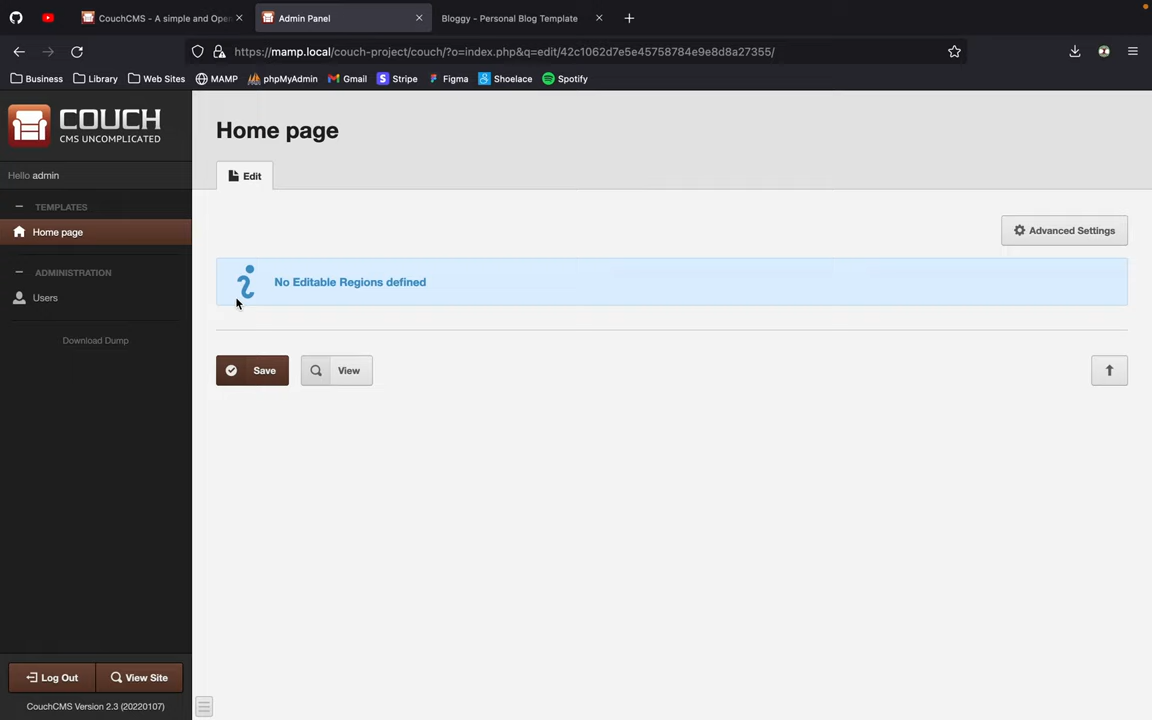 CouchCMS - A simple and Open
Admin Panel
Bloggy - Personal Blog Template
https://mamp.local/couch-project/couch/?o=index.php&q=edit/42c1062d7e5e45758784e9e8d8a27355/
Business
Library
Web Sites
MAMP
phpMyAdmin
Gmail
Stripe
Figma
Shoelace
Spotify
COUCH
CMS UNCOMPLICATED
Hello admin
TEMPLATES
Home page
ADMINISTRATION
Users
Download Dump
Log Out
View Site
CouchCMS Version 2.3 (20220107)
Home page
Edit
Advanced Settings
No Editable Regions defined
Save
View